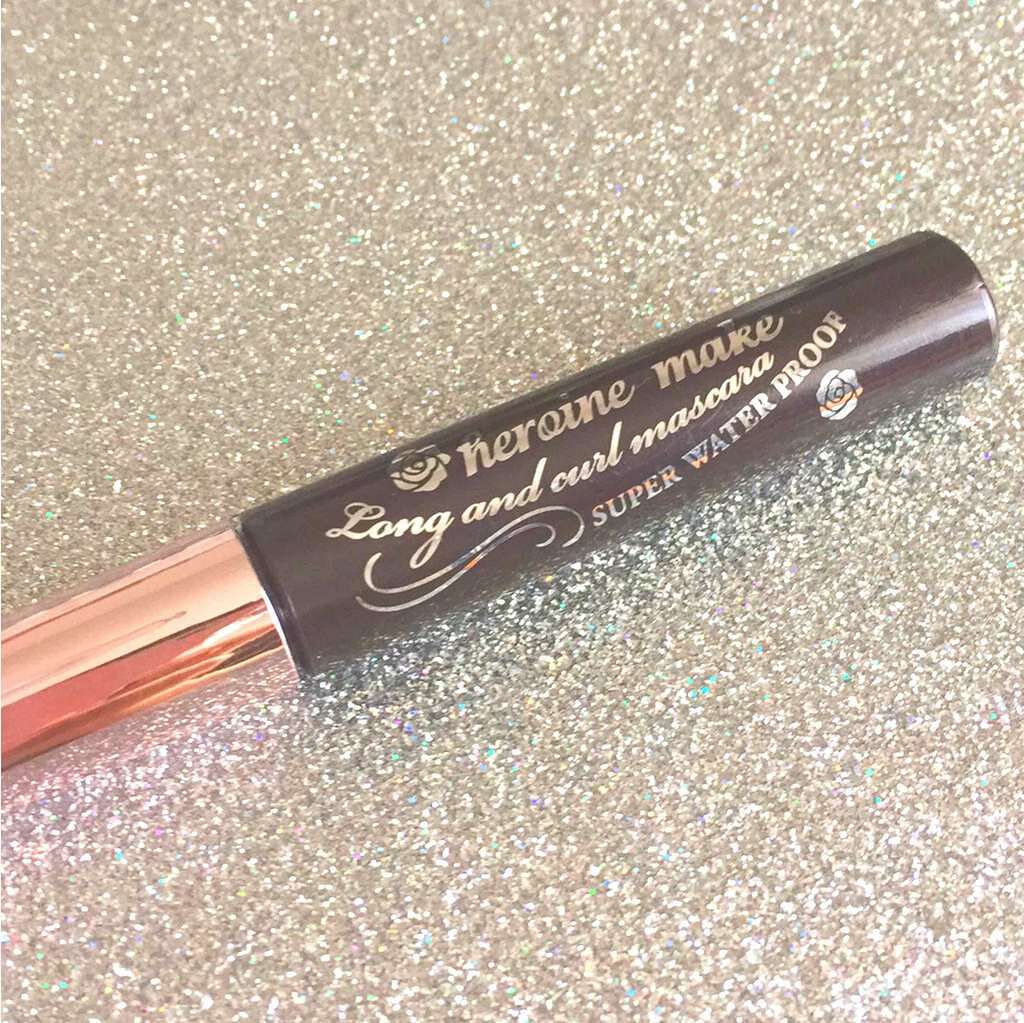 heroine make
Long and curl mascara
SUPER WATER PROOF